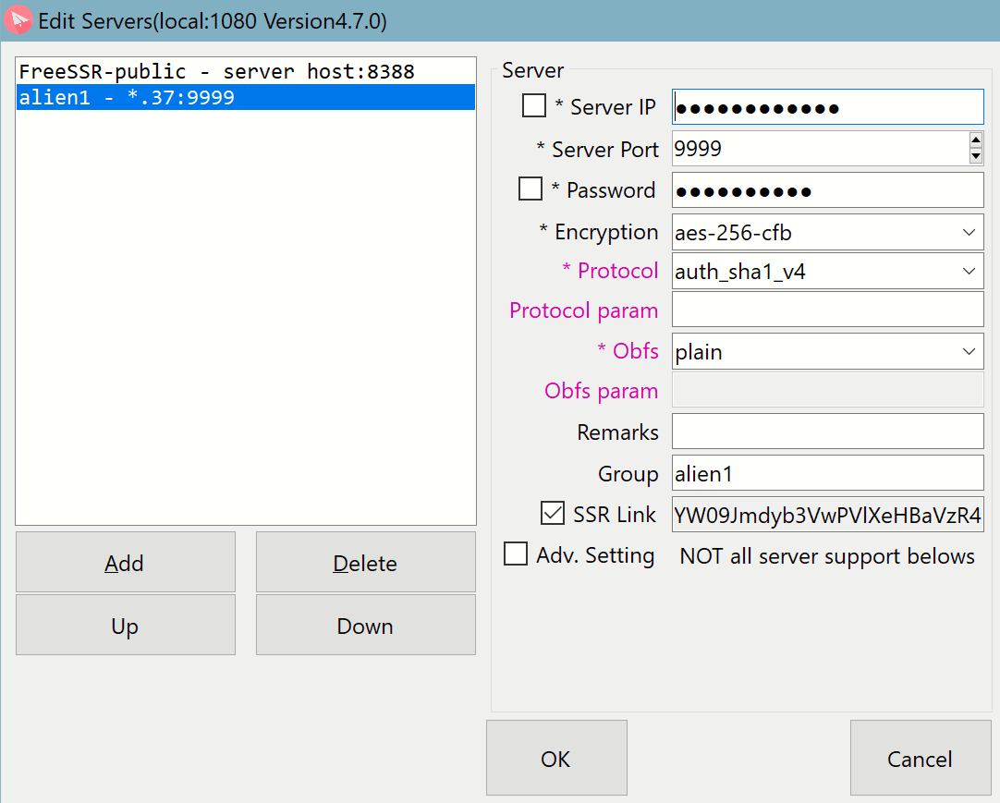 Edit Servers(local:1080 Version4.7.0)
FreeSSR-public - server host:8388
alien1 - *.37:9999
Add
Delete
Up
Down
Server
* Server IP ●●●●●●●●●●●●
* Server Port 9999
* Password ●●●●●●●●●●
* Encryption aes-256-cfb
* Protocol auth_sha1_v4
Protocol param
* Obfs plain
Obfs param
Remarks
Group alien1
SSR Link YW09Jmdyb3VwPVlXeHBaVzR4
Adv. Setting NOT all server support belows
OK
Cancel